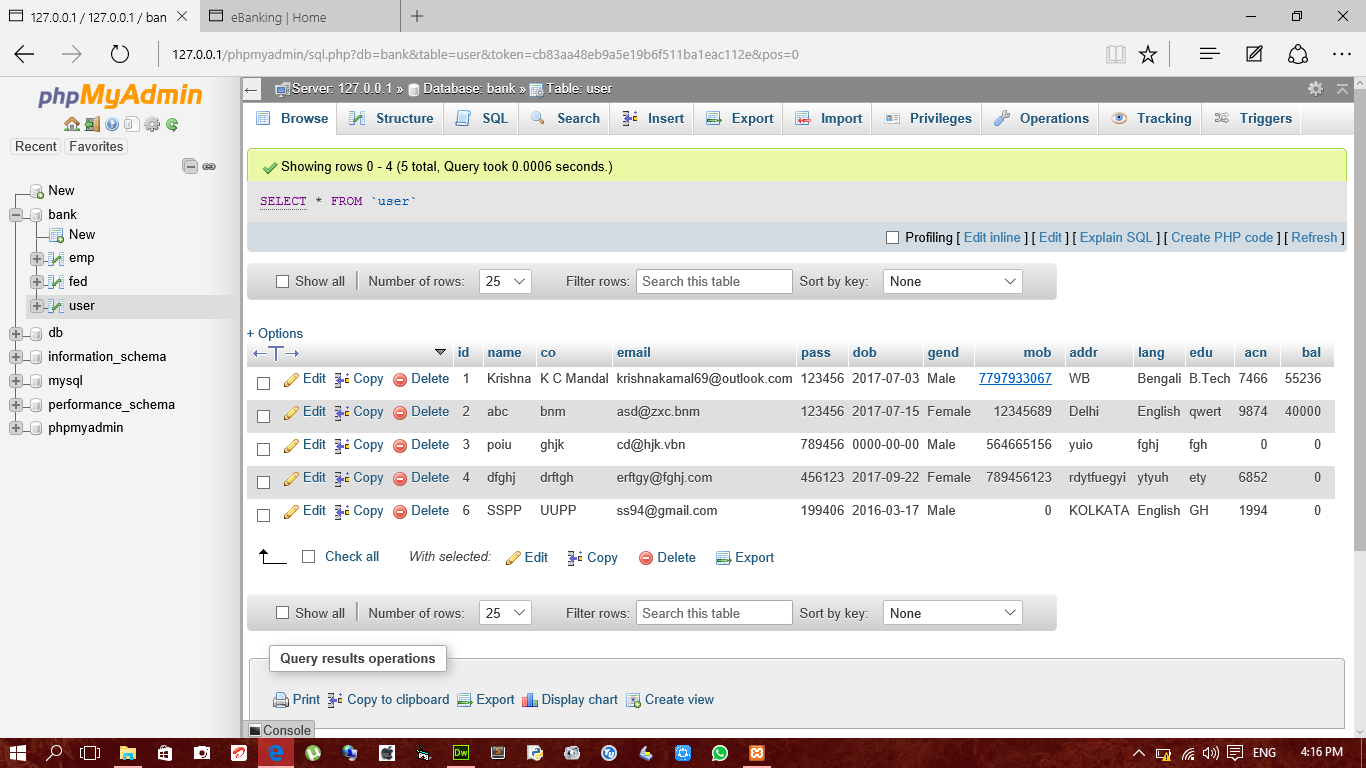 127.0.0.1 / 127.0.0.1 / ban
eBanking | Home
127.0.0.1/phpmyadmin/sql.php?db=bank&table=user&token=cb83aa48eb9a5e19b6f511ba1eac112e&pos=0
phpMyAdmin
Recent Favorites
New
bank
New
emp
fed
user
db
information_schema
mysql
performance_schema
phpmyadmin
Server: 127.0.0.1 » Database: bank » Table: user
Browse Structure SQL Search Insert Export Import Privileges Operations Tracking Triggers
Showing rows 0 - 4 (5 total, Query took 0.0006 seconds.)
SELECT * FROM `user`
Profiling [ Edit inline ] [ Edit ] [ Explain SQL ] [ Create PHP code ] [ Refresh ]
Show all Number of rows: 25 Filter rows: Search this table Sort by key: None
+ Options
←T→ id name co email pass dob gend mob addr lang edu acn bal
Edit Copy Delete 1 Krishna K C Mandal krishnakamal69@outlook.com 123456 2017-07-03 Male 7797933067 WB Bengali B.Tech 7466 55236
Edit Copy Delete 2 abc bnm asd@zxc.bnm 123456 2017-07-15 Female 12345689 Delhi English qwert 9874 40000
Edit Copy Delete 3 poiu ghjk cd@hjk.vbn 789456 0000-00-00 Male 564665156 yuio fghj fgh 0 0
Edit Copy Delete 4 dfghj drftgh erftgy@fghj.com 456123 2017-09-22 Female 789456123 rdytfuegyi ytyuh ety 6852 0
Edit Copy Delete 6 SSPP UUPP ss94@gmail.com 199406 2016-03-17 Male 0 KOLKATA English GH 1994 0
Check all With selected: Edit Copy Delete Export
Show all Number of rows: 25 Filter rows: Search this table Sort by key: None
Query results operations
Print Copy to clipboard Export Display chart Create view
Console
Dw
ENG
4:16 PM